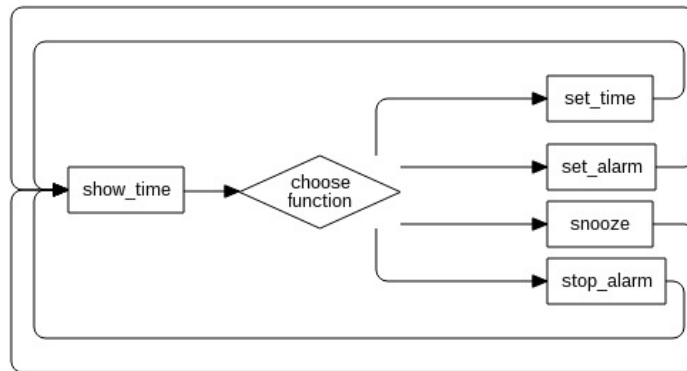 set_time
set_alarm
show_time
choose
function
snooze
stop_alarm